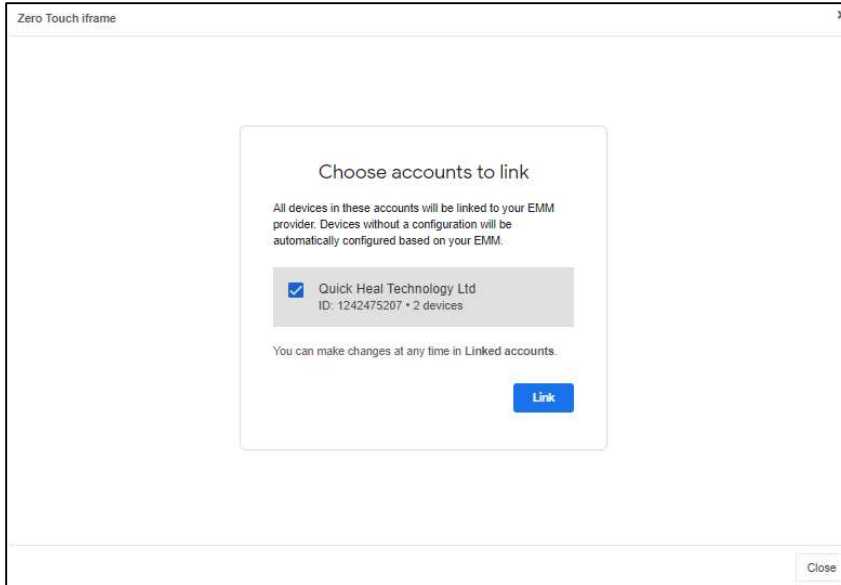 Zero Touch iframe
Choose accounts to link
All devices in these accounts will be linked to your EMM
provider. Devices without a configuration will be
automatically configured based on your EMM.
Quick Heal Technology Ltd
ID: 1242475207 • 2 devices
You can make changes at any time in Linked accounts.
Link
Close